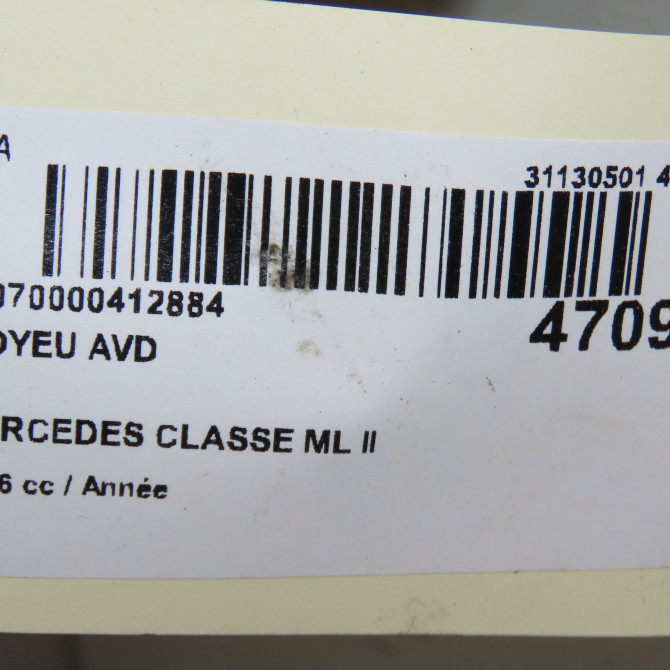 A
31130501 4
070000412884
4709
OYEU AVD
RCEDES CLASSE ML II
6 cc / Année